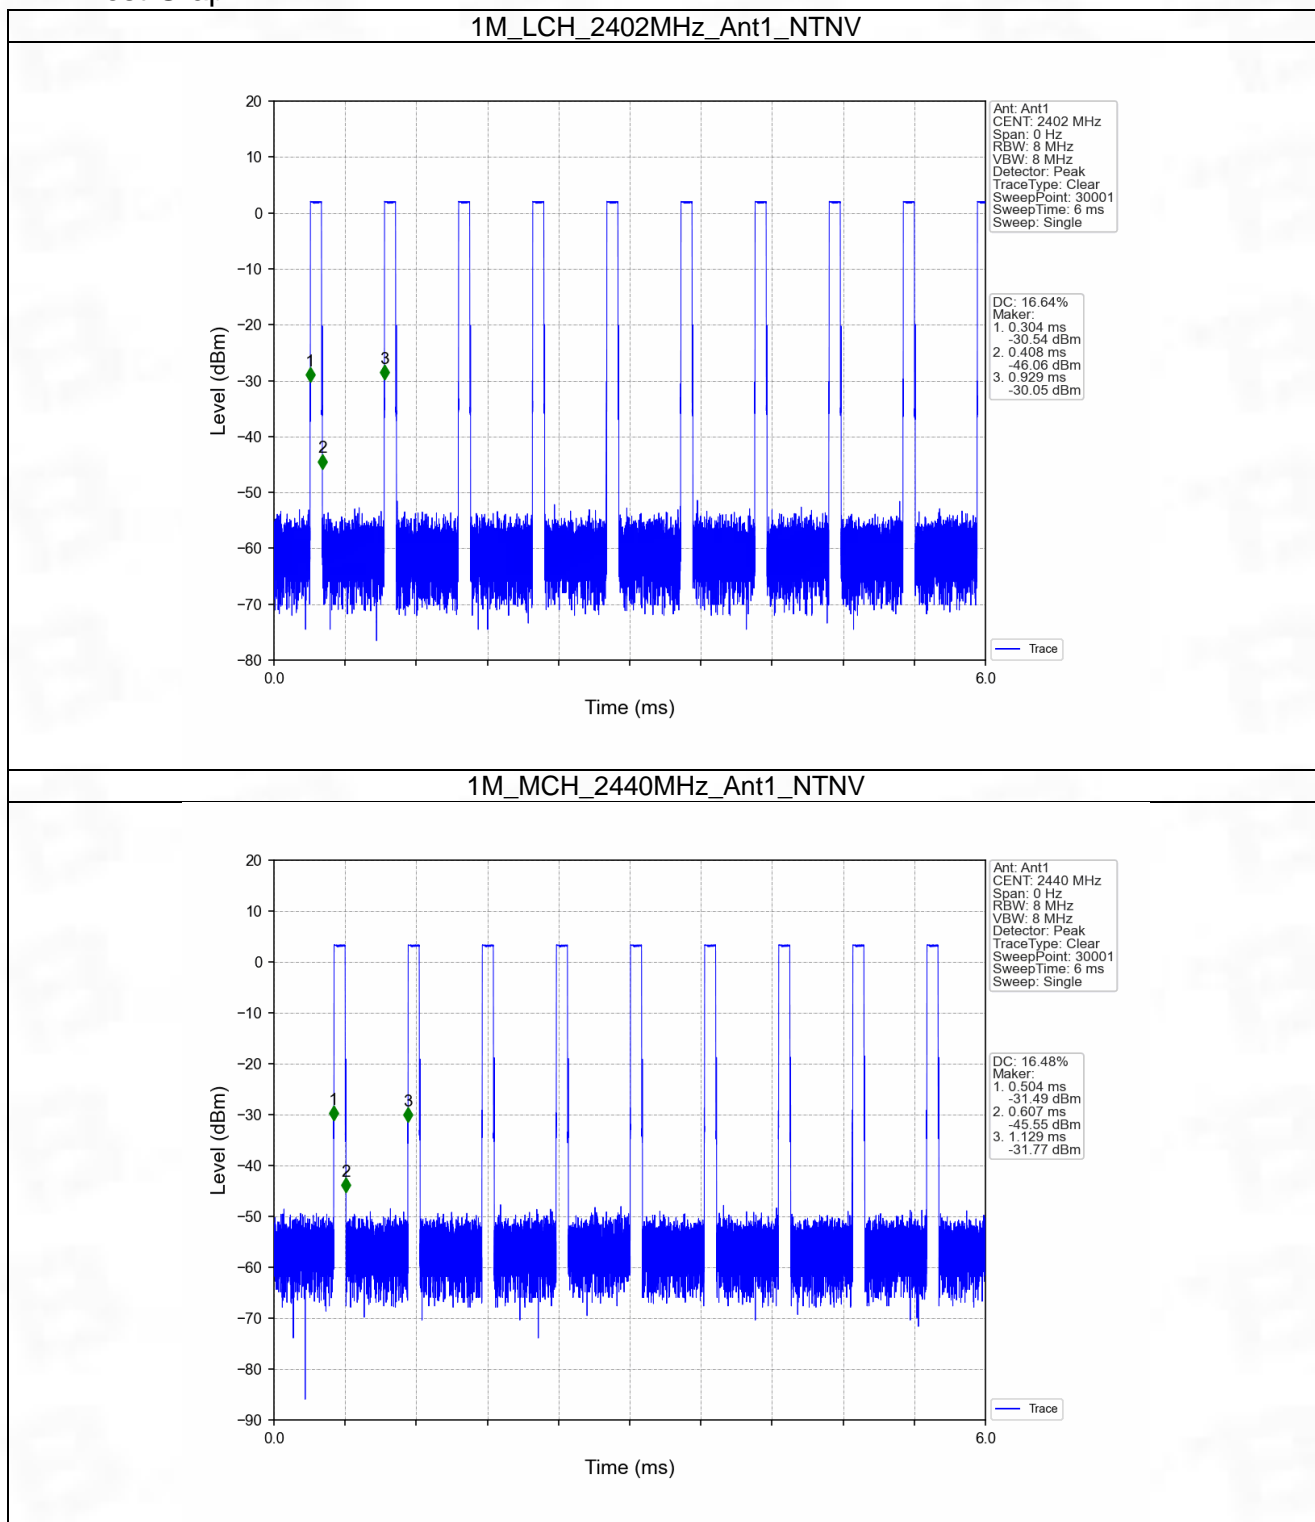 1M_LCH_2402MHz_Ant1_NTNV
20
10
0
−10
−20
−30
−40
−50
−60
−70
−80
Level (dBm)
1
2
3
0.0
6.0
Time (ms)
Ant: Ant1
CENT: 2402 MHz
Span: 0 Hz
RBW: 8 MHz
VBW: 8 MHz
Detector: Peak
TraceType: Clear
SweepPoint: 30001
SweepTime: 6 ms
Sweep: Single
DC: 16.64%
Maker:
1. 0.304 ms
-30.54 dBm
2. 0.408 ms
-46.06 dBm
3. 0.929 ms
-30.05 dBm
Trace
1M_MCH_2440MHz_Ant1_NTNV
20
10
0
−10
−20
−30
−40
−50
−60
−70
−80
−90
Level (dBm)
1
2
3
0.0
6.0
Time (ms)
Ant: Ant1
CENT: 2440 MHz
Span: 0 Hz
RBW: 8 MHz
VBW: 8 MHz
Detector: Peak
TraceType: Clear
SweepPoint: 30001
SweepTime: 6 ms
Sweep: Single
DC: 16.48%
Maker:
1. 0.504 ms
-31.49 dBm
2. 0.607 ms
-45.55 dBm
3. 1.129 ms
-31.77 dBm
Trace